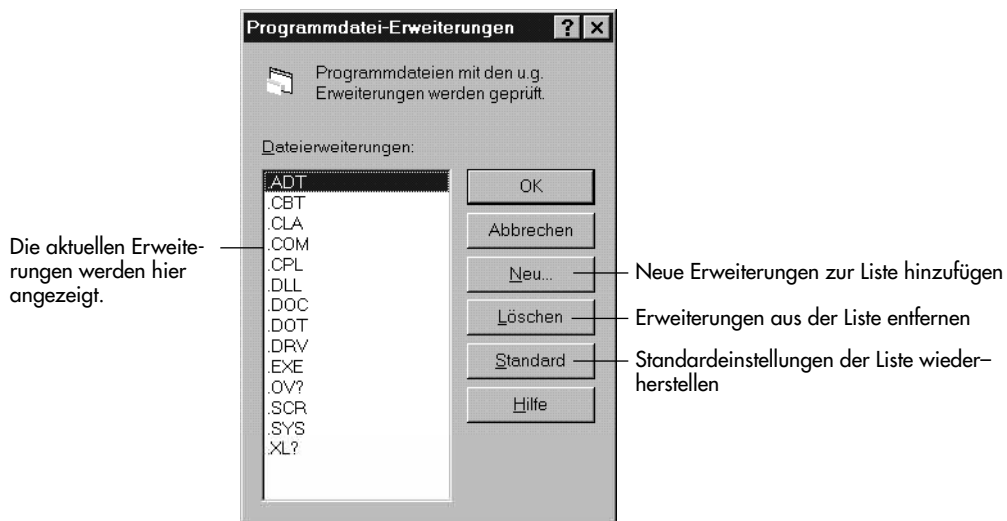 Programmdatei-Erweiterungen
Programmdateien mit den u.g.
Erweiterungen werden geprüft.
Dateierweiterungen:
.ADT
.CBT
.CLA
.COM
.CPL
.DLL
.DOC
.DOT
.DRV
.EXE
.OV?
.SCR
.SYS
.XL?
OK
Abbrechen
Neu...
Löschen
Standard
Hilfe
Die aktuellen Erweite-
rungen werden hier
angezeigt.
Neue Erweiterungen zur Liste hinzufügen
Erweiterungen aus der Liste entfernen
Standardeinstellungen der Liste wieder–
herstellen